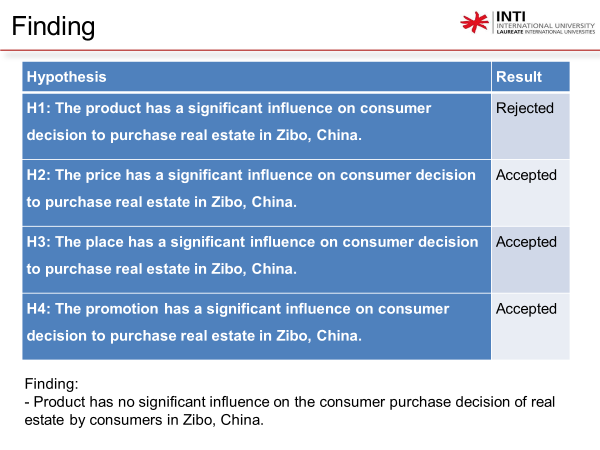 Finding
INTI
INTERNATIONAL UNIVERSITY
LAUREATE INTERNATIONAL UNIVERSITIES
Hypothesis Result
H1: The product has a significant influence on consumer Rejected
decision to purchase real estate in Zibo, China.
H2: The price has a significant influence on consumer decision Accepted
to purchase real estate in Zibo, China.
H3: The place has a significant influence on consumer decision Accepted
to purchase real estate in Zibo, China.
H4: The promotion has a significant influence on consumer Accepted
decision to purchase real estate in Zibo, China.
Finding:
- Product has no significant influence on the consumer purchase decision of real
estate by consumers in Zibo, China.